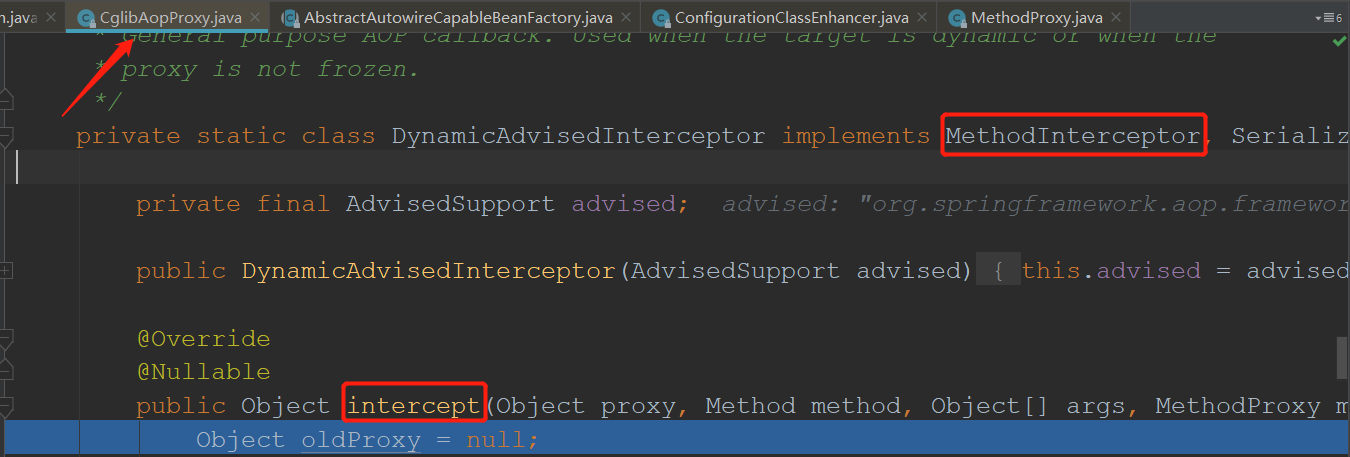 n.java CglibAopProxy.java AbstractAutowireCapableBeanFactory.java ConfigurationClassEnhancer.java MethodProxy.java 6
* General purpose AOP callback. Used when the target is dynamic or when the
* proxy is not frozen.
*/
private static class DynamicAdvisedInterceptor implements MethodInterceptor, Serializ
private final AdvisedSupport advised; advised: "org.springframework.aop.framewor
public DynamicAdvisedInterceptor(AdvisedSupport advised) { this.advised = advised
@Override
@Nullable
public Object intercept(Object proxy, Method method, Object[] args, MethodProxy m
Object oldProxy = null;